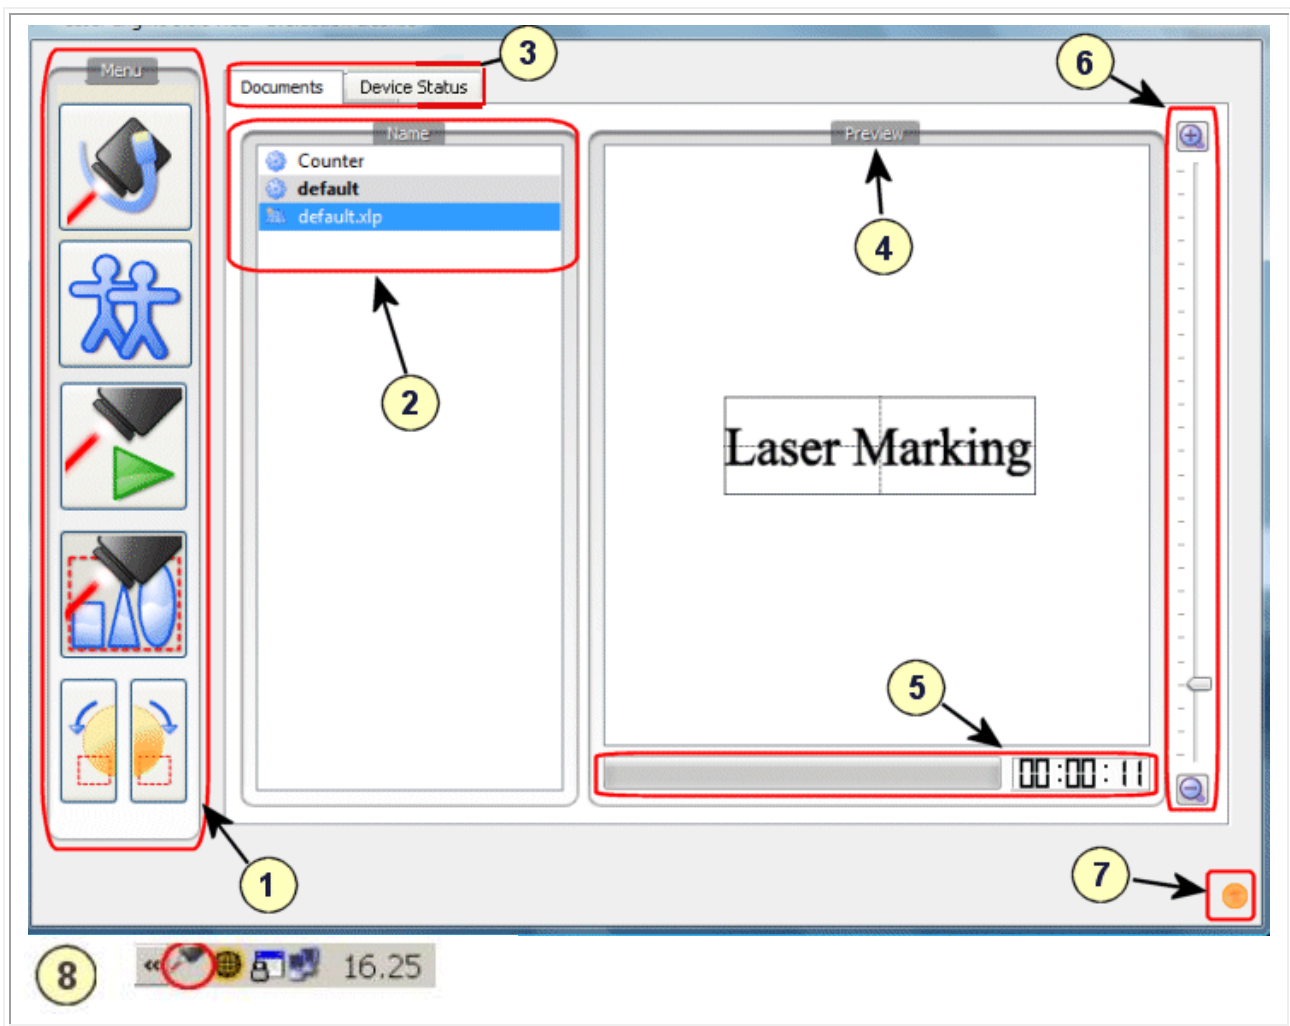 3
6
Menu
Documents
Device Status
Name
Preview
Counter
default
default.xlp
4
2
Laser Marking
5
00:00:11
1
7
8
«
16.25